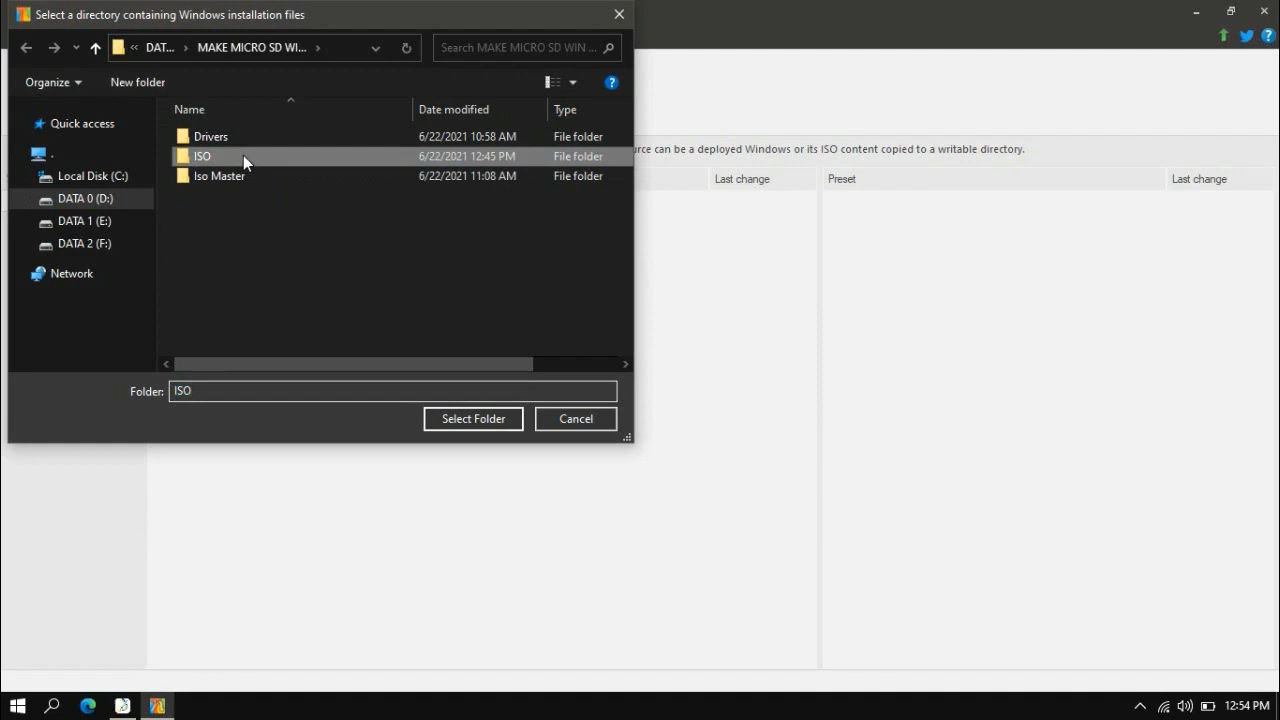 Select a directory containing Windows installation files
« DAT... › MAKE MICRO SD WI... ›
Search MAKE MICRO SD WIN ...
Organize
New folder
Name
Date modified
Type
Quick access
.
Local Disk (C:)
DATA 0 (D:)
DATA 1 (E:)
DATA 2 (F:)
Network
Drivers 6/22/2021 10:58 AM File folder
ISO 6/22/2021 12:45 PM File folder
Iso Master 6/22/2021 11:08 AM File folder
Folder: ISO
Select Folder
Cancel
can be a deployed Windows or its ISO content copied to a writable directory.
Last change
Preset
Last change
12:54 PM